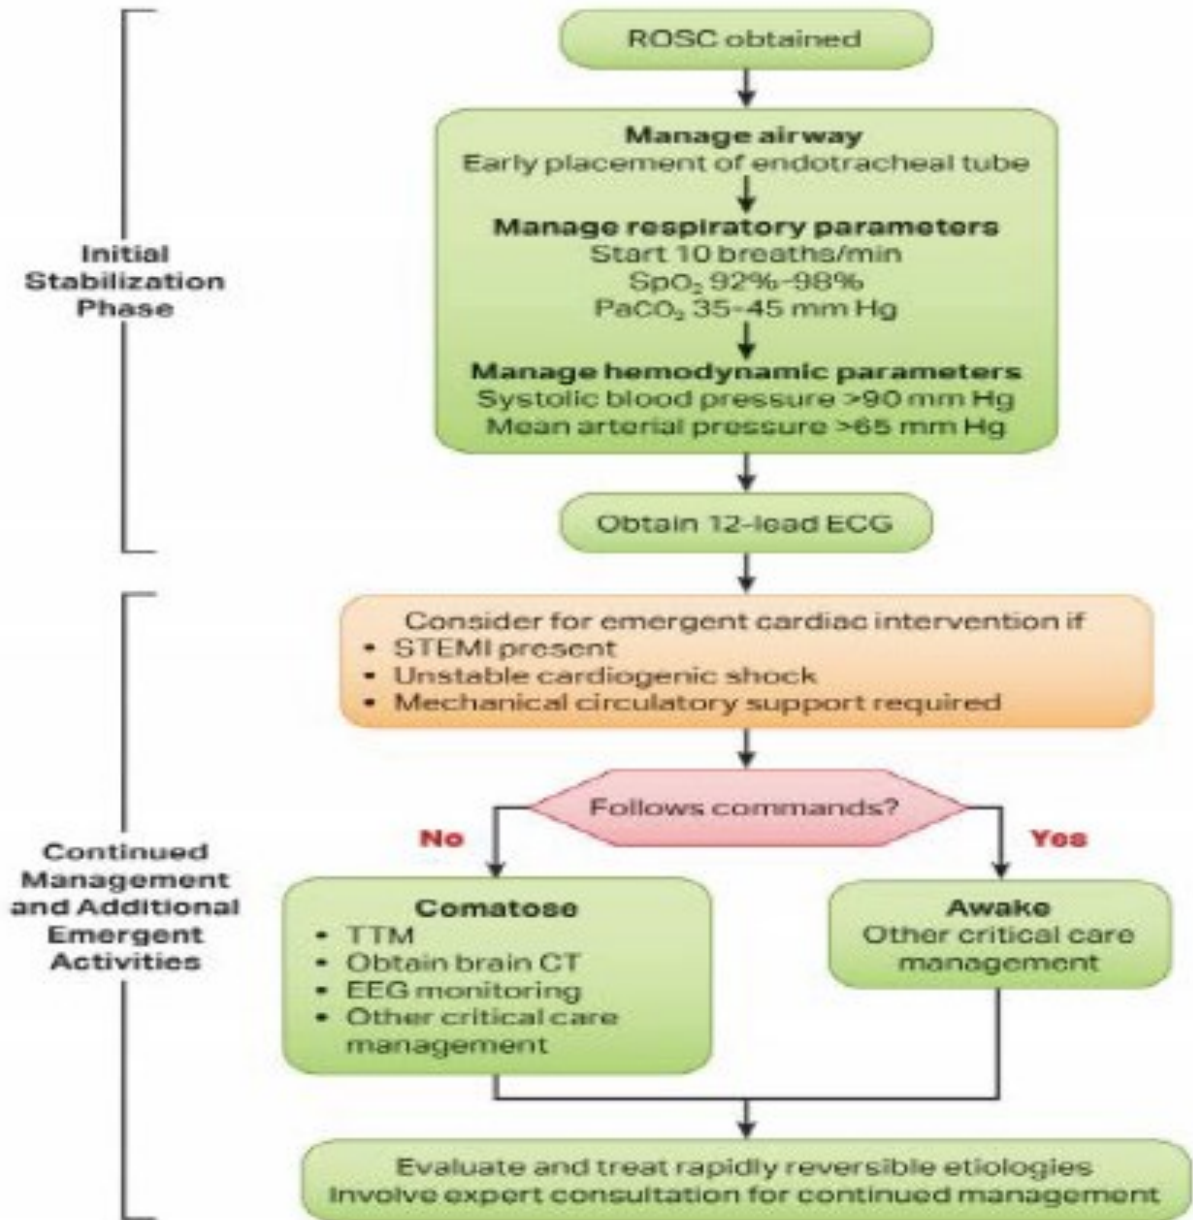 ROSC obtained
Manage airway
Early placement of endotracheal tube
Manage respiratory parameters
Start 10 breaths/min
SpO₂ 92%–98%
PaCO₂ 35–45 mm Hg
Manage hemodynamic parameters
Systolic blood pressure >90 mm Hg
Mean arterial pressure >65 mm Hg
Obtain 12-lead ECG
Initial
Stabilization
Phase
Consider for emergent cardiac intervention if
• STEMI present
• Unstable cardiogenic shock
• Mechanical circulatory support required
Follows commands?
No
Yes
Comatose
• TTM
• Obtain brain CT
• EEG monitoring
• Other critical care
management
Awake
Other critical care
management
Continued
Management
and Additional
Emergent
Activities
Evaluate and treat rapidly reversible etiologies
Involve expert consultation for continued management